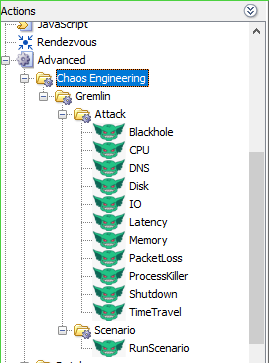 Actions
JavaScript
Rendezvous
Advanced
Chaos Engineering
Gremlin
Attack
Blackhole
CPU
DNS
Disk
IO
Latency
Memory
PacketLoss
ProcessKiller
Shutdown
TimeTravel
Scenario
RunScenario